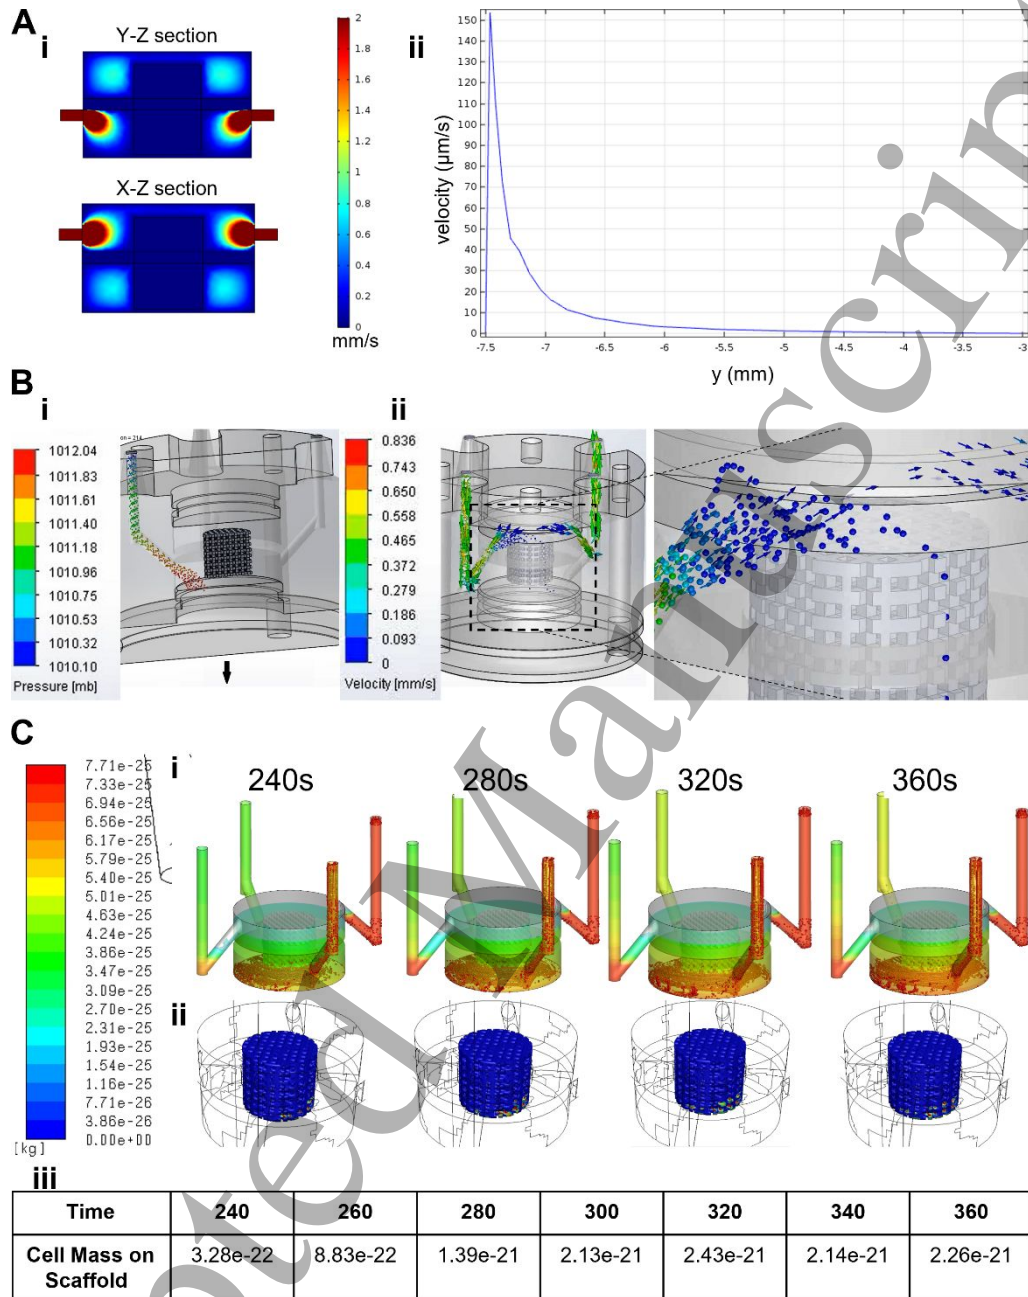 A
i
Y-Z section
X-Z section
2
1.8
1.6
1.4
1.2
1
0.8
0.6
0.4
0.2
0
mm/s
ii
velocity (µm/s)
150
140
130
120
110
100
90
80
70
60
50
40
30
20
10
0
-7.5 -7 -6.5 -6 -5.5 -5 -4.5 -4 -3.5 -3
y (mm)
B
i
1012.04
1011.83
1011.61
1011.40
1011.18
1010.96
1010.75
1010.53
1010.32
1010.10
Pressure [mb]
ii
0.836
0.743
0.650
0.558
0.465
0.372
0.279
0.186
0.093
0
Velocity [mm/s]
C
7.71e-25
7.33e-25
6.94e-25
6.56e-25
6.17e-25
5.79e-25
5.40e-25
5.01e-25
4.63e-25
4.24e-25
3.86e-25
3.47e-25
3.09e-25
2.70e-25
2.31e-25
1.93e-25
1.54e-25
1.16e-25
7.71e-26
3.86e-26
0.00e+00
[kg]
i
240s 280s 320s 360s
ii
iii
Time 240 260 280 300 320 340 360
Cell Mass on 3.28e-22 8.83e-22 1.39e-21 2.13e-21 2.43e-21 2.14e-21 2.26e-21
Scaffold
pted Manuscrip